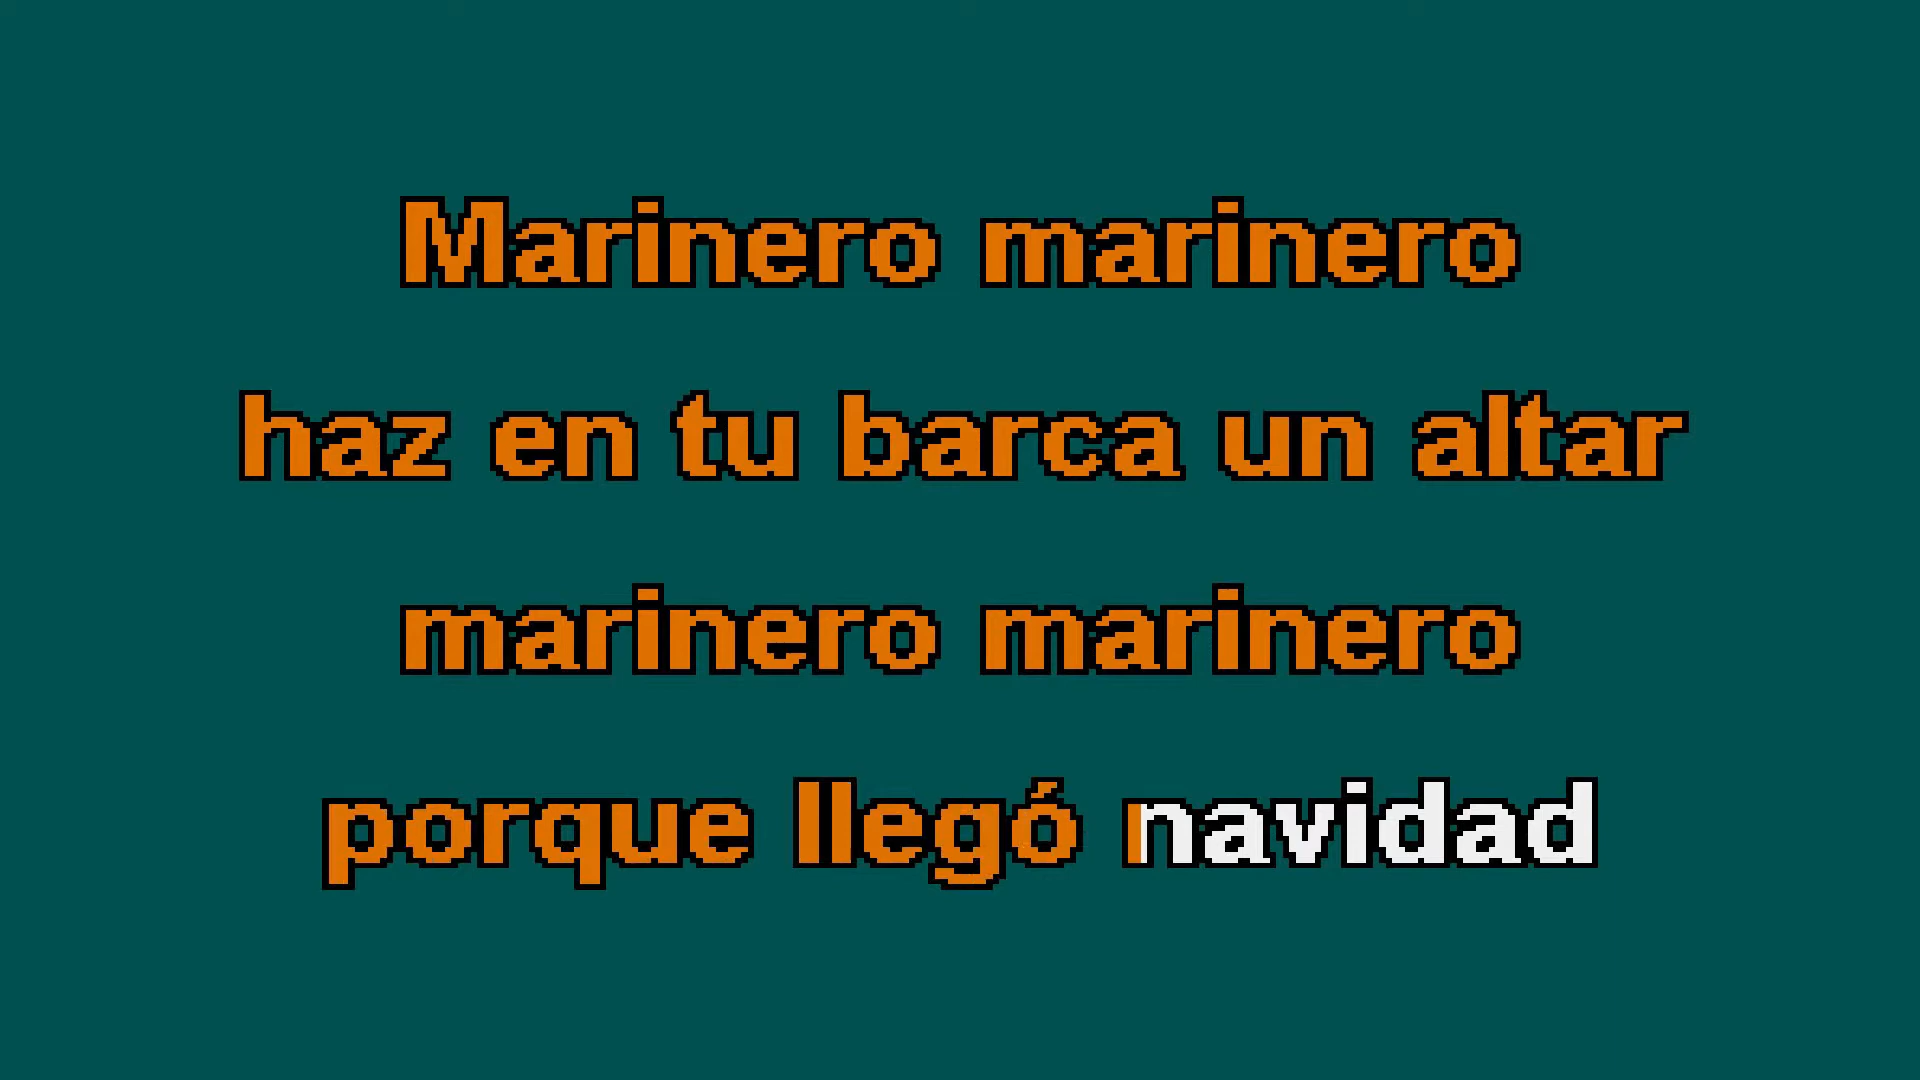 Marinero marinero
haz en tu barca un altar
marinero marinero
porque llegó navidad